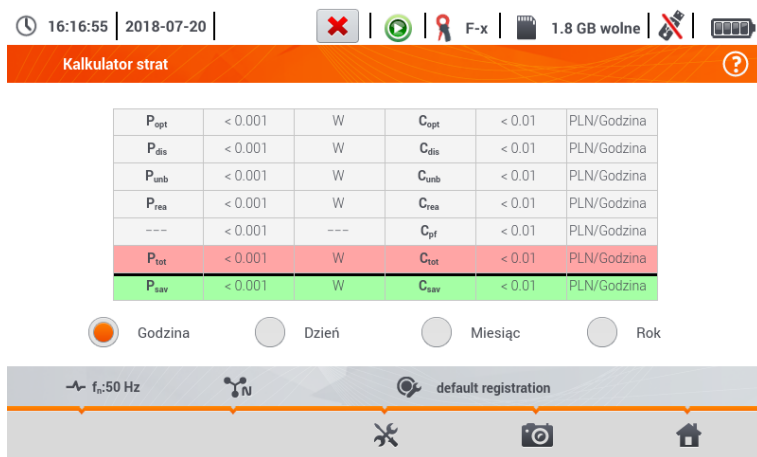 16:16:55 2018-07-20 F-x 1.8 GB wolne
Kalkulator strat ?
Popt < 0.001 W Copt < 0.01 PLN/Godzina
Pdis < 0.001 W Cdis < 0.01 PLN/Godzina
Punb < 0.001 W Cunb < 0.01 PLN/Godzina
Prea < 0.001 W Crea < 0.01 PLN/Godzina
--- < 0.001 --- Cpf < 0.01 PLN/Godzina
Ptot < 0.001 W Ctot < 0.01 PLN/Godzina
Psav < 0.001 W Csav < 0.01 PLN/Godzina
Godzina Dzień Miesiąc Rok
fn:50 Hz N default registration